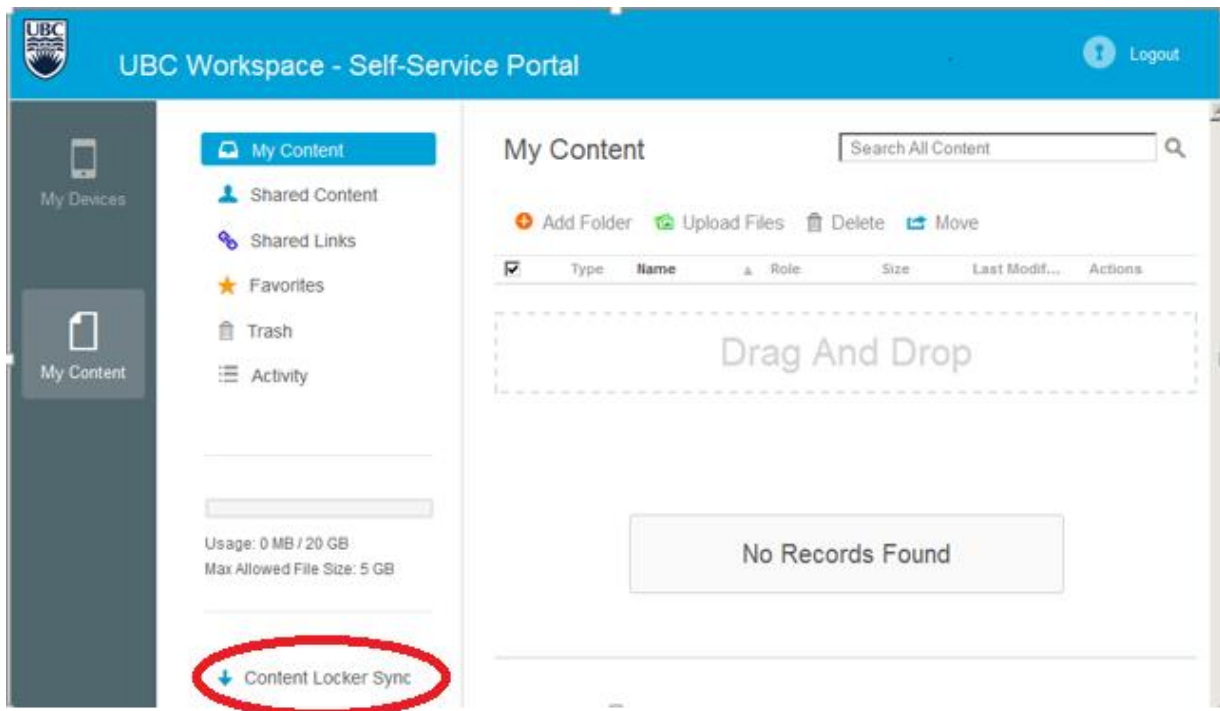 UBC
UBC Workspace - Self-Service Portal
Logout
My Devices
My Content
My Content
Shared Content
Shared Links
Favorites
Trash
Activity
Usage: 0 MB / 20 GB
Max Allowed File Size: 5 GB
Content Locker Sync
My Content
Search All Content
Add Folder Upload Files Delete Move
Type Name Role Size Last Modif... Actions
Drag And Drop
No Records Found